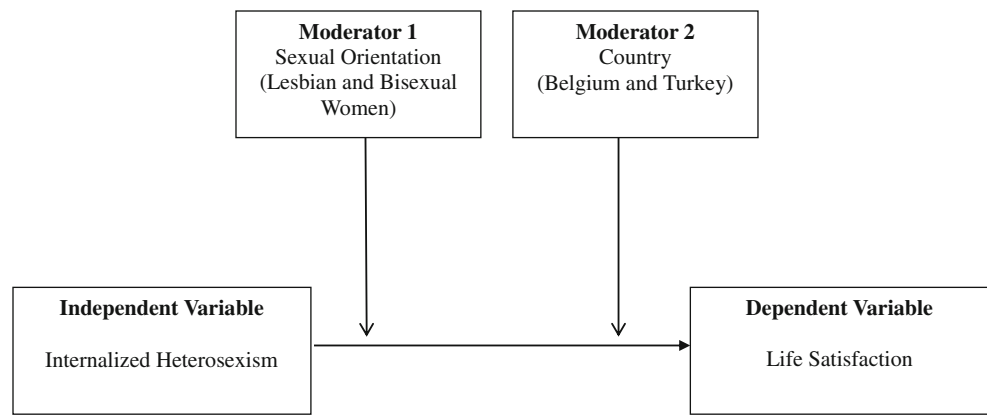 Moderator 1
Sexual Orientation
(Lesbian and Bisexual
Women)
Moderator 2
Country
(Belgium and Turkey)
Independent Variable
Internalized Heterosexism
Dependent Variable
Life Satisfaction